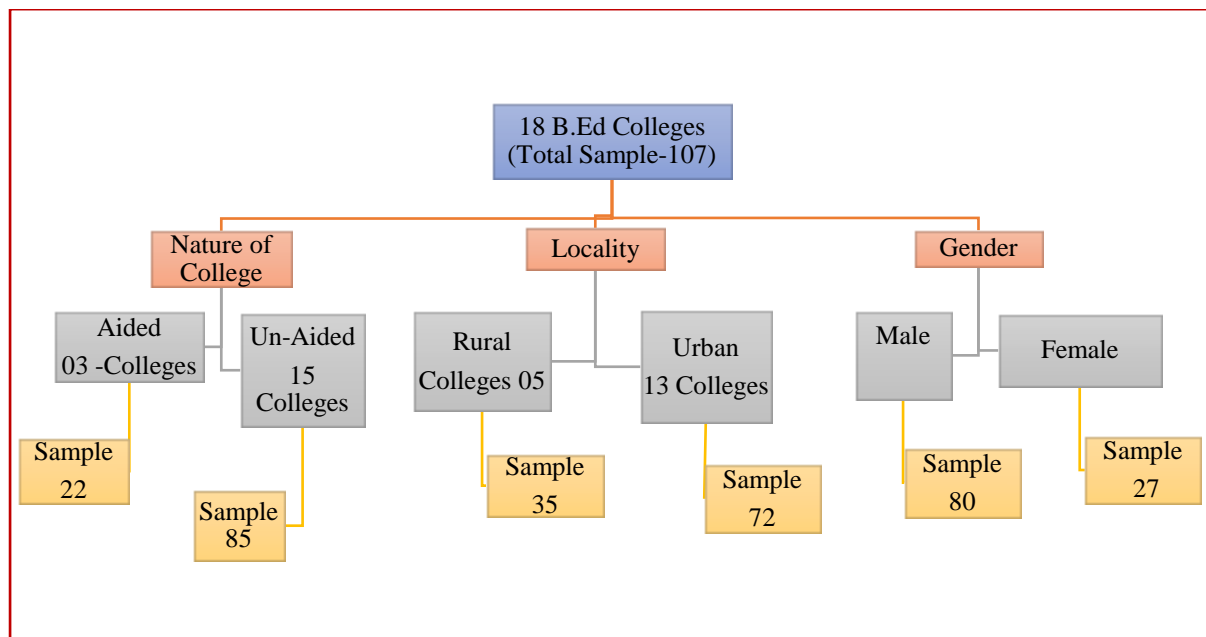 18 B.Ed Colleges
(Total Sample-107)
Nature of
College
Locality
Gender
Aided
03 -Colleges
Un-Aided
15
Colleges
Rural
Colleges 05
Urban
13 Colleges
Male
Female
Sample
22
Sample
85
Sample
35
Sample
72
Sample
80
Sample
27